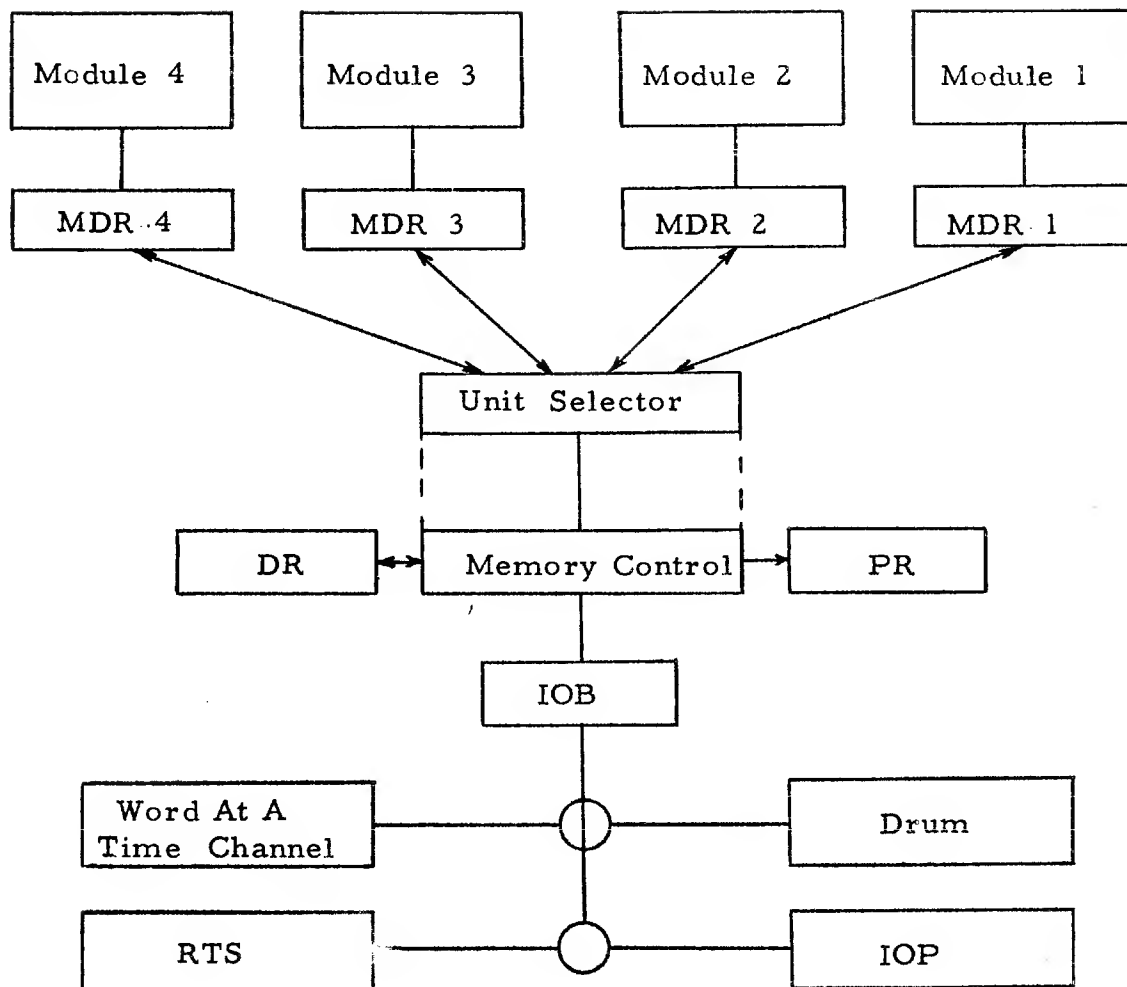 Module 4
Module 3
Module 2
Module 1
MDR 4
MDR 3
MDR 2
MDR 1
Unit Selector
DR
Memory Control
PR
IOB
Word At A
Time Channel
Drum
RTS
IOP